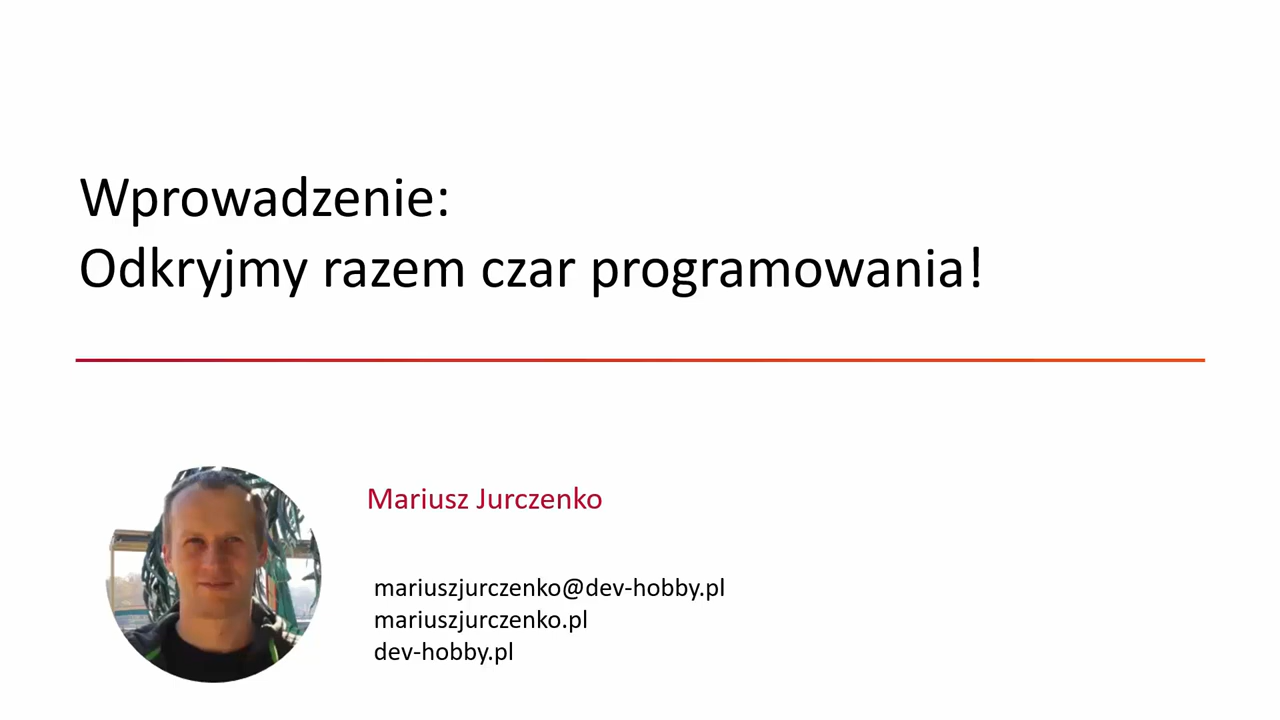 Wprowadzenie:
Odkryjmy razem czar programowania!
Mariusz Jurczenko
mariuszjurczenko@dev-hobby.pl
mariuszjurczenko.pl
dev-hobby.pl